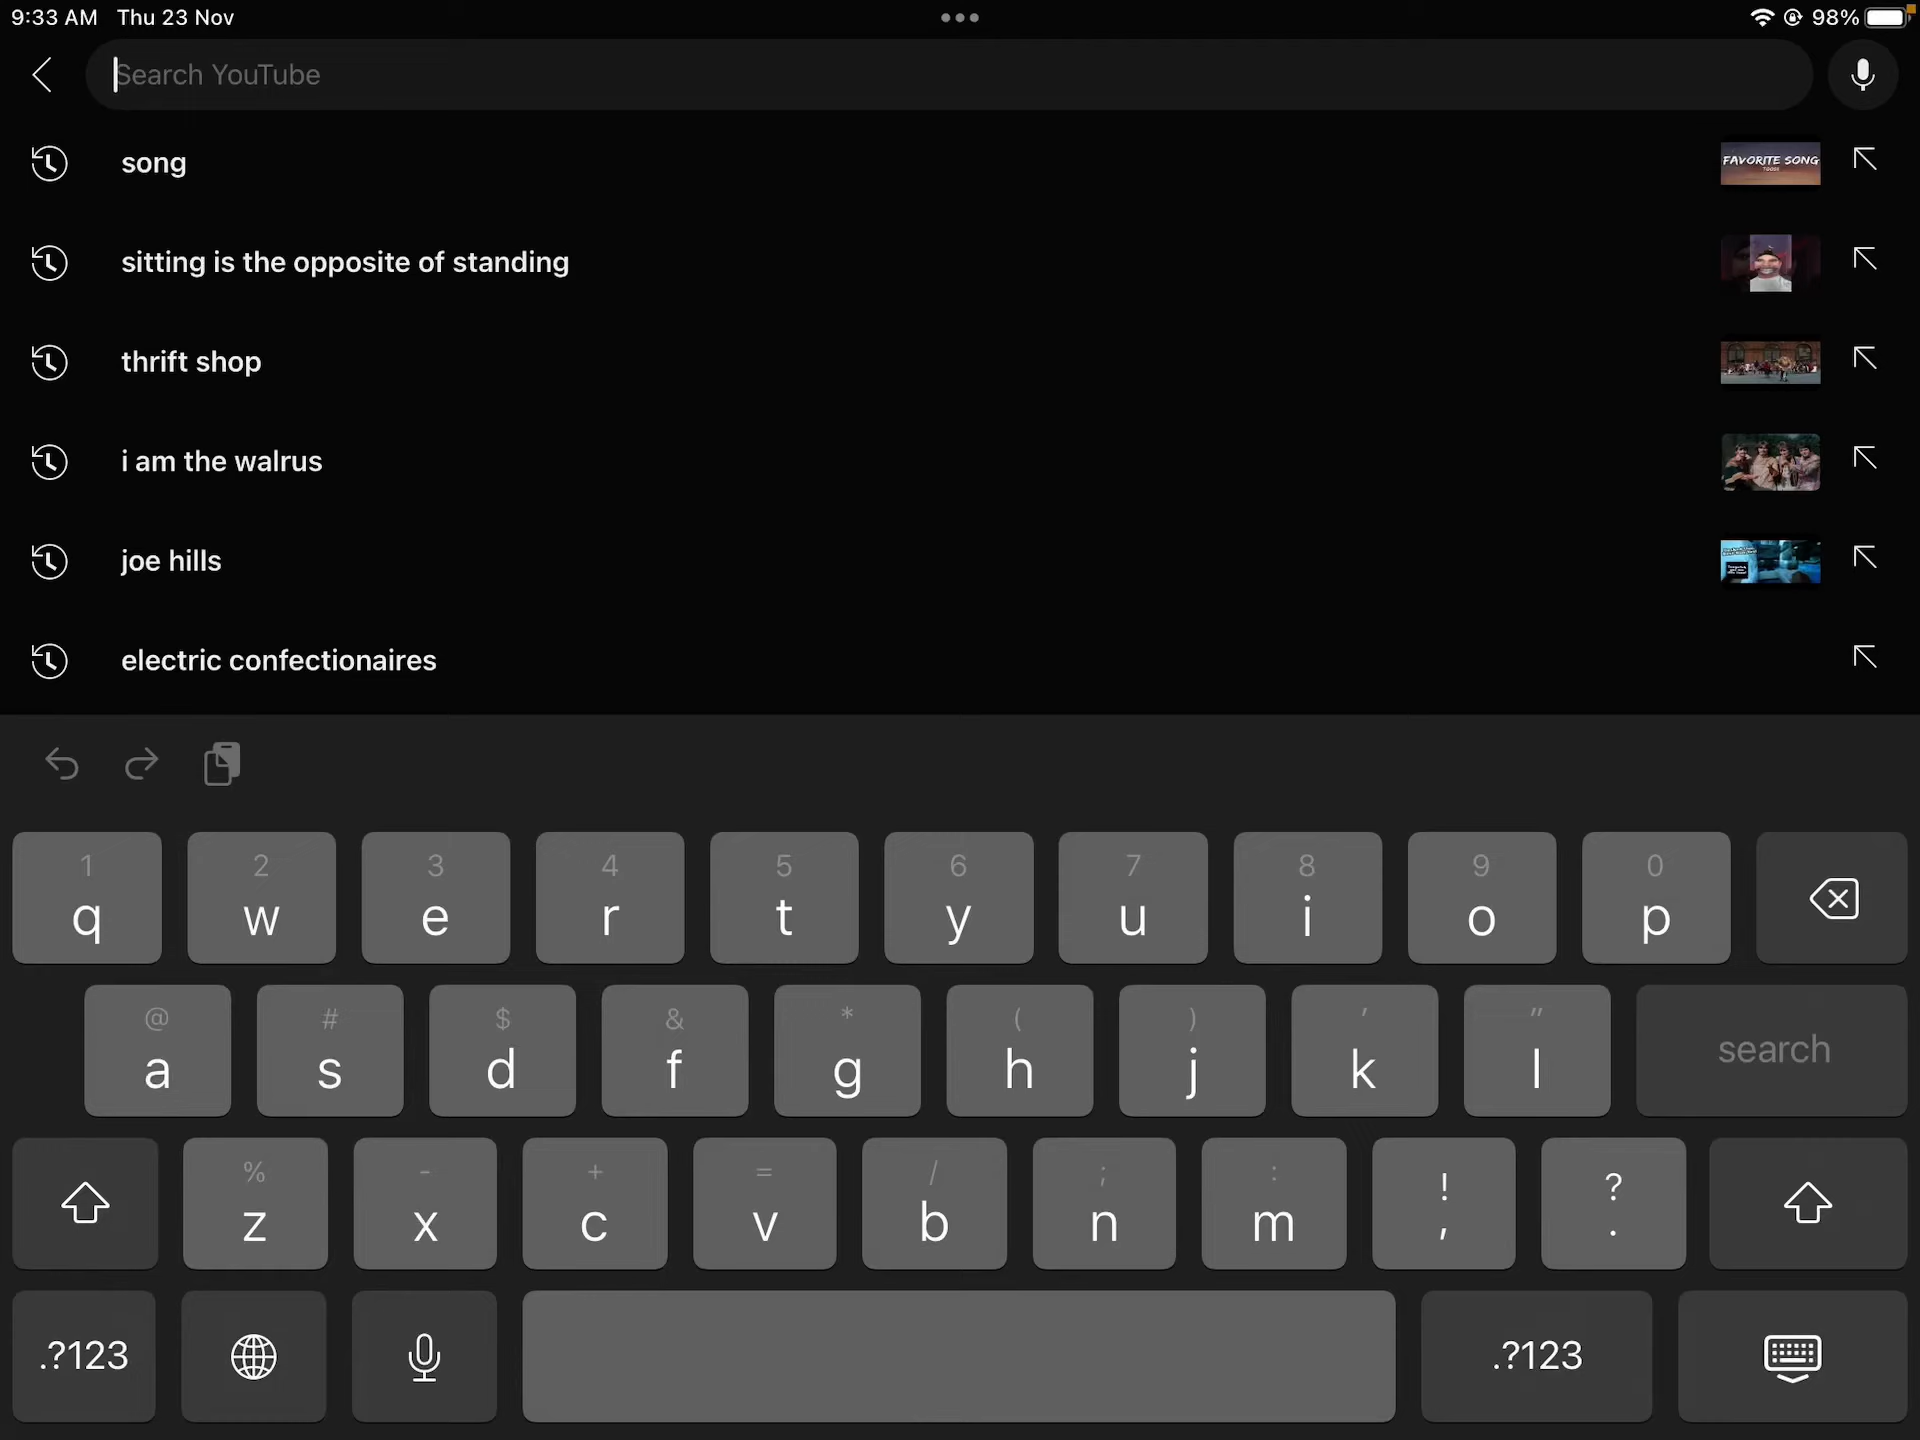 9:33 AM Thu 23 Nov
98%
Search YouTube
song
FAVORITE SONG
sitting is the opposite of standing
thrift shop
i am the walrus
joe hills
electric confectionaires
1 2 3 4 5 6 7 8 9 0
q w e r t y u i o p
@ # $ & * ( ) ' "
a s d f g h j k l search
% - + = / ; : ! ?
z x c v b n m , .
.?123 .?123